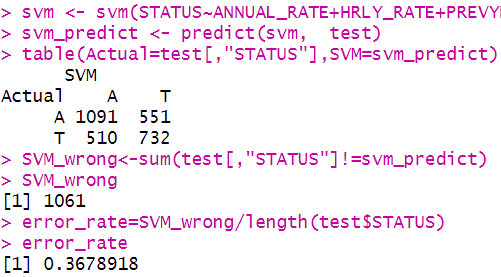 > svm <- svm(STATUS~ANNUAL_RATE+HRLY_RATE+PREVY
> svm_predict <- predict(svm,  test)
> table(Actual=test[,"STATUS"],SVM=svm_predict)
      SVM
Actual    A    T
     A 1091  551
     T  510  732
> SVM_wrong<-sum(test[,"STATUS"]!=svm_predict)
> SVM_wrong
[1] 1061
> error_rate=SVM_wrong/length(test$STATUS)
> error_rate
[1] 0.3678918